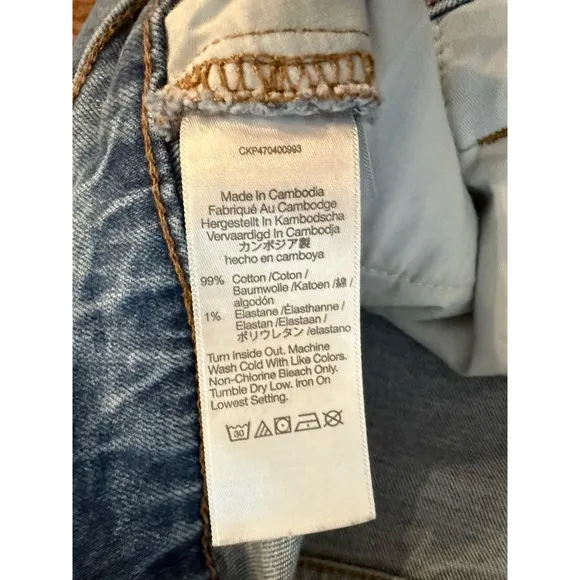 CKP470400993
Made In Cambodia
Fabriqué Au Cambodge
Hergestellt In Kambodscha
Vervaardigd In Cambodja
カンボジア製
hecho en camboya
99% Cotton /Coton /
Baumwolle /Katoen /綿 /
algodón
1% Elastane /Élasthanne /
Elastan /Elastaan /
ポリウレタン /elastano
Turn Inside Out. Machine
Wash Cold With Like Colors.
Non-Chlorine Bleach Only.
Tumble Dry Low. Iron On
Lowest Setting.
30